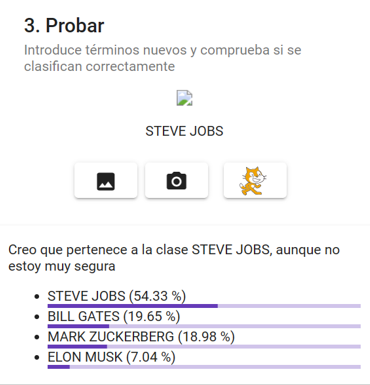 3. Probar
Introduce términos nuevos y comprueba si se
clasifican correctamente
STEVE JOBS
Creo que pertenece a la clase STEVE JOBS, aunque no
estoy muy segura
STEVE JOBS (54.33 %)
BILL GATES (19.65 %)
MARK ZUCKERBERG (18.98 %)
ELON MUSK (7.04 %)